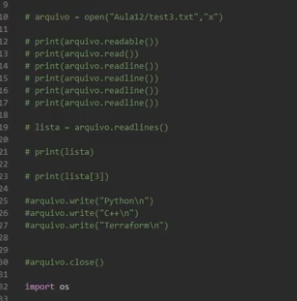 9
10 # arquivo = open("Aula12/test3.txt","x")
11
12 # print(arquivo.readable())
13 # print(arquivo.read())
14 # print(arquivo.readline())
15 # print(arquivo.readline())
16 # print(arquivo.readline())
17 # print(arquivo.readline())
18
19 # lista = arquivo.readlines()
20
21 # print(lista)
22
23 # print(lista[3])
24
25 #arquivo.write("Python\n")
26 #arquivo.write("C++\n")
27 #arquivo.write("Terraform\n")
28
29
30 #arquivo.close()
31
32 import os
33